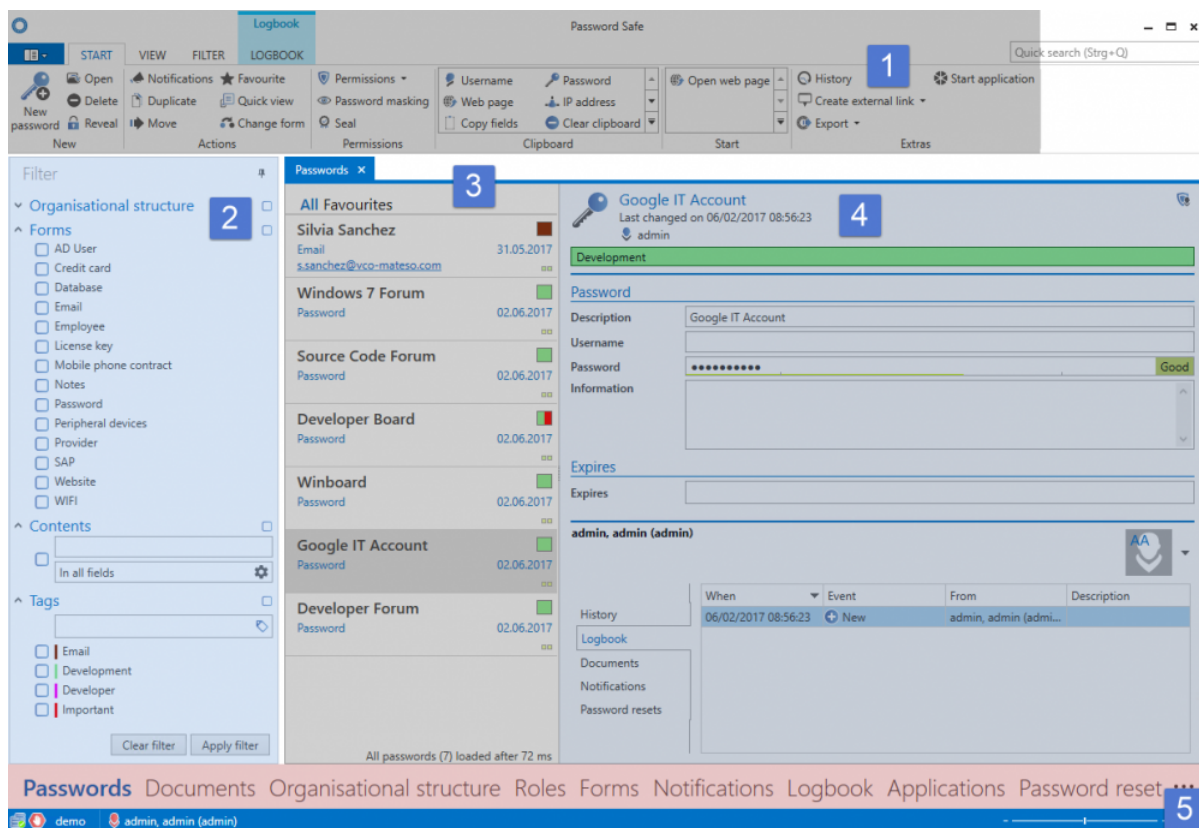 Logbook
Password Safe
START VIEW FILTER LOGBOOK
Quick search (Strg+Q)
1
New password
Open
Delete
Reveal
New
Notifications
Duplicate
Move
Favourite
Quick view
Change form
Actions
Permissions
Password masking
Seal
Permissions
Username
Web page
Copy fields
Password
IP address
Clear clipboard
Clipboard
Open web page
Start
History
Create external link
Export
Start application
Extras
Filter
2
Organisational structure
Forms
AD User
Credit card
Database
Email
Employee
License key
Mobile phone contract
Notes
Password
Peripheral devices
Provider
SAP
Website
WIFI
Contents
In all fields
Tags
Email
Development
Developer
Important
Clear filter Apply filter
Passwords ×
3
All Favourites
Silvia Sanchez
Email 31.05.2017
s.sanchez@vco-mateso.com
Windows 7 Forum
Password 02.06.2017
Source Code Forum
Password 02.06.2017
Developer Board
Password 02.06.2017
Winboard
Password 02.06.2017
Google IT Account
Password 02.06.2017
Developer Forum
Password 02.06.2017
All passwords (7) loaded after 72 ms
4
Google IT Account
Last changed on 06/02/2017 08:56:23
admin
Development
Password
Description Google IT Account
Username
Password •••••••••• Good
Information
Expires
Expires
admin, admin (admin)
AA
History
Logbook
Documents
Notifications
Password resets
When Event From Description
06/02/2017 08:56:23 New admin, admin (admi...
Passwords Documents Organisational structure Roles Forms Notifications Logbook Applications Password reset ...
5
demo admin, admin (admin)